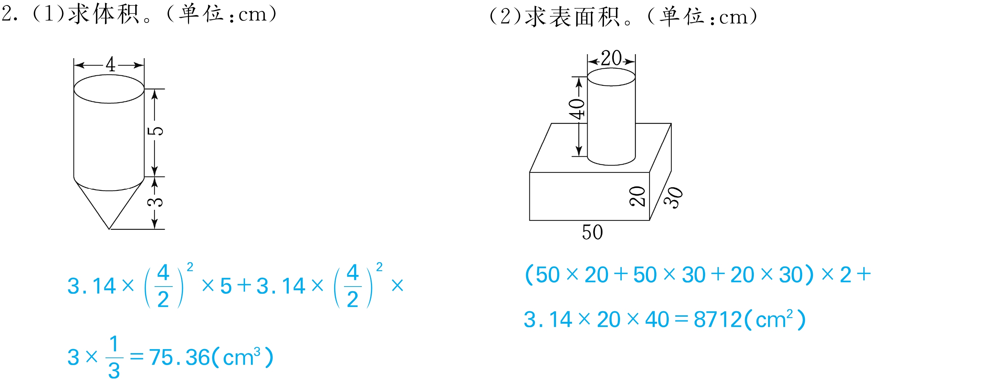 2. (1)求体积。(单位:cm)
4
5
3
3.14×(4/2)²×5+3.14×(4/2)²×
3×1/3=75.36(cm³)
(2)求表面积。(单位:cm)
20
40
20
30
50
(50×20+50×30+20×30)×2+
3.14×20×40=8712(cm²)